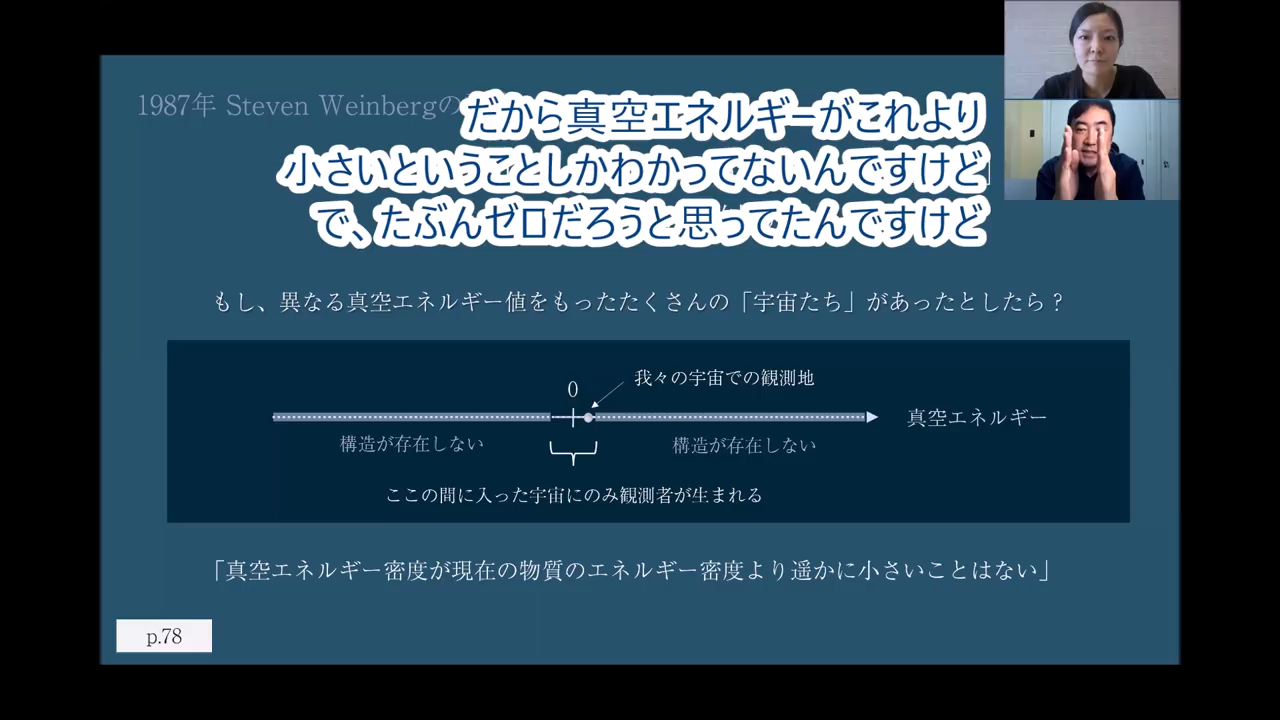 1987年 Steven Weinbergの
だから真空エネルギーがこれより
小さいということしかわかってないんですけど
で、たぶんゼロだろうと思ってたんですけど
もし、異なる真空エネルギー値をもったたくさんの「宇宙たち」があったとしたら？
我々の宇宙での観測地
0
真空エネルギー
構造が存在しない
構造が存在しない
ここの間に入った宇宙にのみ観測者が生まれる
「真空エネルギー密度が現在の物質のエネルギー密度より遥かに小さいことはない」
p.78